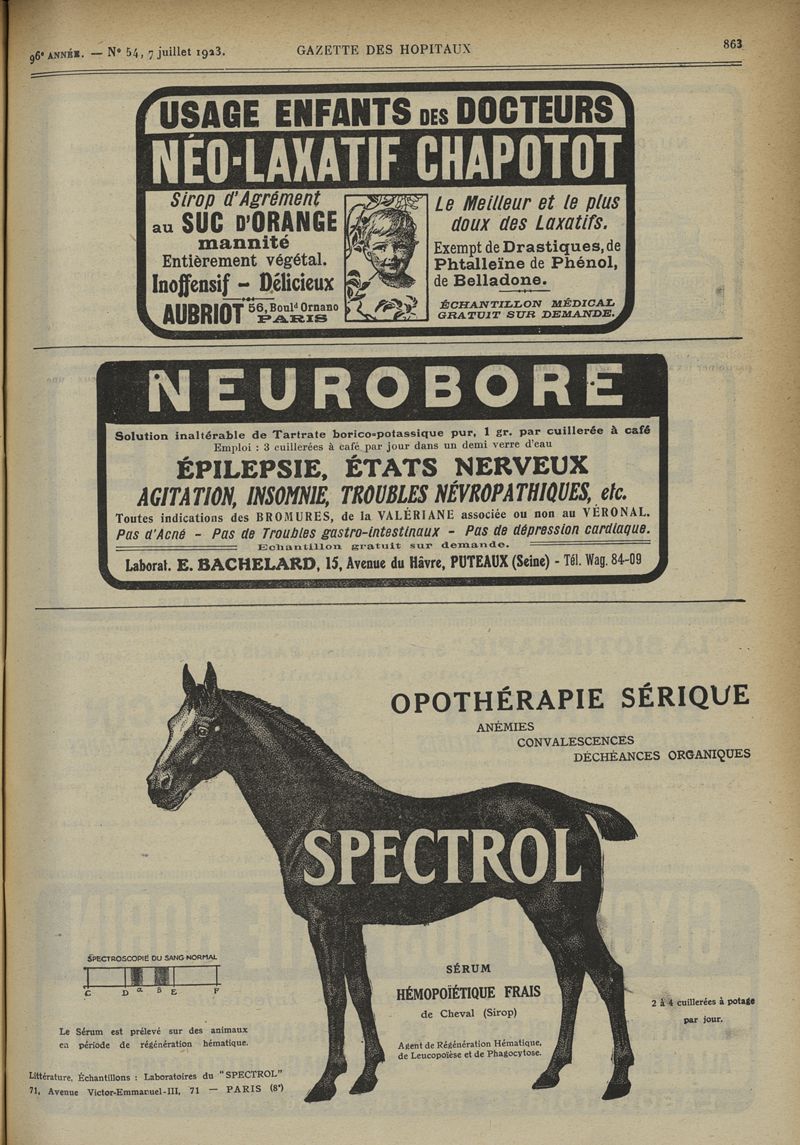 96e ANNÉE. — No 54, 7 juillet 1923.
GAZETTE DES HOPITAUX
863
USAGE ENFANTS DES DOCTEURS
NÉO-LAXATIF CHAPOTOT
Sirop d'Agrément
au SUC D'ORANGE
mannité
Entièrement végétal.
Inoffensif - Délicieux
AUBRIOT 56, Bould Ornano
PARIS
Le Meilleur et le plus
doux des Laxatifs.
Exempt de Drastiques, de
Phtalleïne de Phénol,
de Belladone.
ÉCHANTILLON MÉDICAL
GRATUIT SUR DEMANDE.
NEUROBORE
Solution inaltérable de Tartrate borico-potassique pur, 1 gr. par cuillerée à café
Emploi : 3 cuillerées à café par jour dans un demi verre d'eau
ÉPILEPSIE, ÉTATS NERVEUX
AGITATION, INSOMNIE, TROUBLES NÉVROPATHIQUES, etc.
Toutes indications des BROMURES, de la VALÉRIANE associée ou non au VÉRONAL.
Pas d'Acné - Pas de Troubles gastro-intestinaux - Pas de dépression cardiaque.
Echantillon gratuit sur demande.
Laborat. E. BACHELARD, 15, Avenue du Hâvre, PUTEAUX (Seine) - Tél. Wag. 84-09
OPOTHÉRAPIE SÉRIQUE
ANÉMIES
CONVALESCENCES
DÉCHÉANCES ORGANIQUES
SPECTROL
SPECTROSCOPIE DU SANG NORMAL
C D α β E F
Le Sérum est prélevé sur des animaux
en période de régénération hématique.
SÉRUM
HÉMOPOÏÉTIQUE FRAIS
de Cheval (Sirop)
Agent de Régénération Hématique,
de Leucopoïèse et de Phagocytose.
2 à 4 cuillerées à potage
par jour.
Littérature, Échantillons : Laboratoires du "SPECTROL"
71, Avenue Victor-Emmanuel-III, 71 — PARIS (8e)